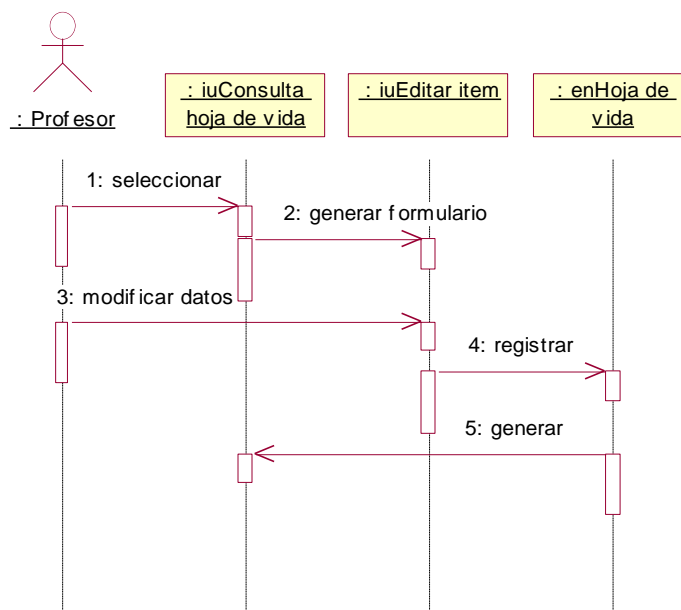 : Profesor
: iuConsulta
hoja de vida
: iuEditar item
: enHoja de
vida
1: seleccionar
2: generar formulario
3: modificar datos
4: registrar
5: generar